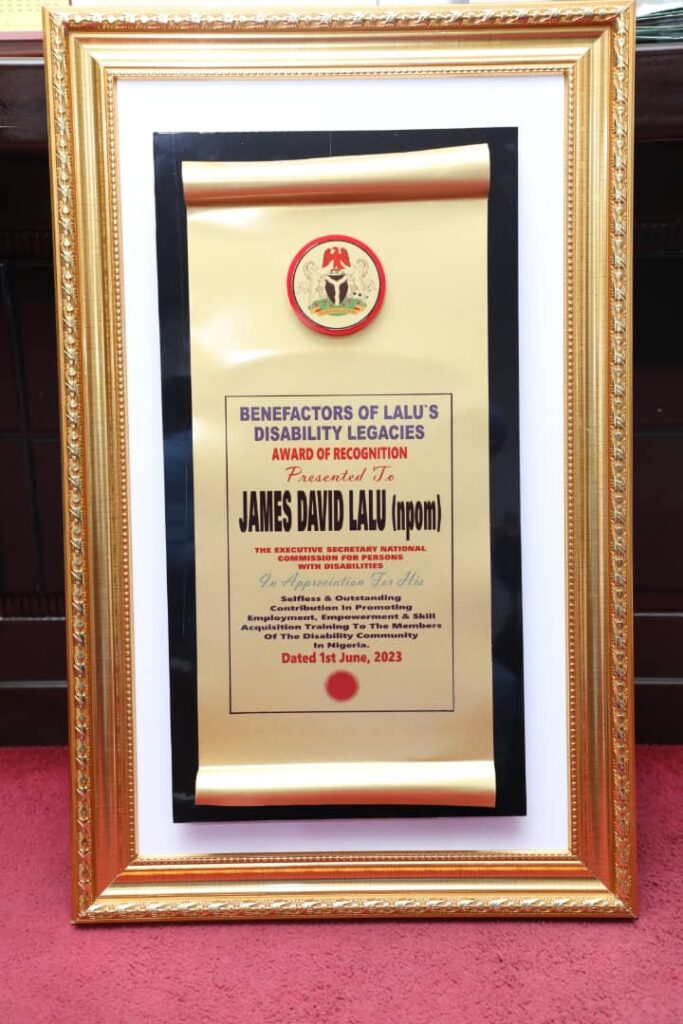 BENEFACTORS OF LALU`S
DISABILITY LEGACIES
AWARD OF RECOGNITION
Presented To
JAMES DAVID LALU (npom)
THE EXECUTIVE SECRETARY NATIONAL
COMMISSION FOR PERSONS
WITH DISABILITIES
In Appreciation For His
Selfless & Outstanding
Contribution In Promoting
Employment, Empowerment & Skill
Acquisition Training To The Members
Of The Disability Community
In Nigeria.
Dated 1st June, 2023